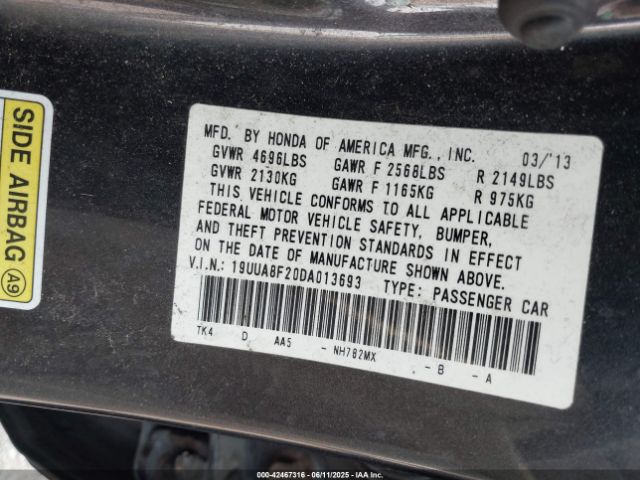 SIDE AIRBAG A9
MFD. BY HONDA OF AMERICA MFG., INC. 03/'13
GVWR 4696LBS GAWR F 2568LBS R 2149LBS
GVWR 2130KG GAWR F 1165KG R 975KG
THIS VEHICLE CONFORMS TO ALL APPLICABLE
FEDERAL MOTOR VEHICLE SAFETY, BUMPER,
AND THEFT PREVENTION STANDARDS IN EFFECT
ON THE DATE OF MANUFACTURE SHOWN ABOVE.
V.I.N.: 19UUA8F20DA013693 TYPE: PASSENGER CAR
TK4 D AA5 - NH782MX - B - A
000-42467316 - 06/11/2025 - IAAI.COM